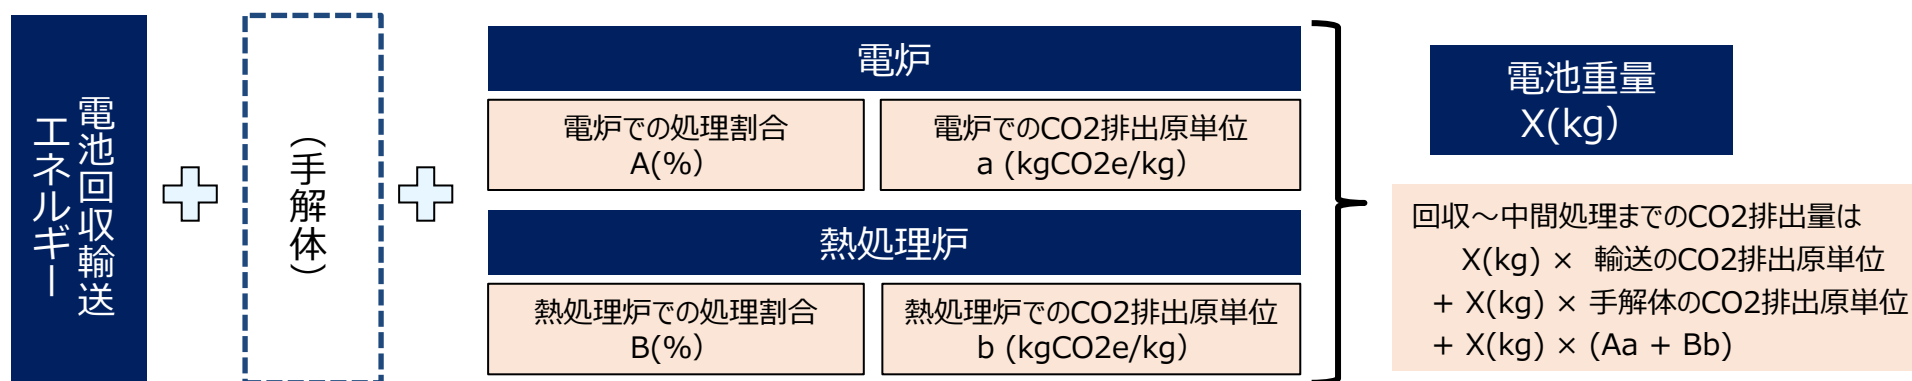 電池回収輸送
エネルギー
（手解体）
電炉
電炉での処理割合
A(%）
電炉でのCO2排出原単位
a (kgCO2e/kg）
熱処理炉
熱処理炉での処理割合
B(%）
熱処理炉でのCO2排出原単位
b (kgCO2e/kg）
電池重量
X(kg）
回収～中間処理までのCO2排出量は
X(kg) × 輸送のCO2排出原単位
+ X(kg) × 手解体のCO2排出原単位
+ X(kg) × (Aa + Bb)